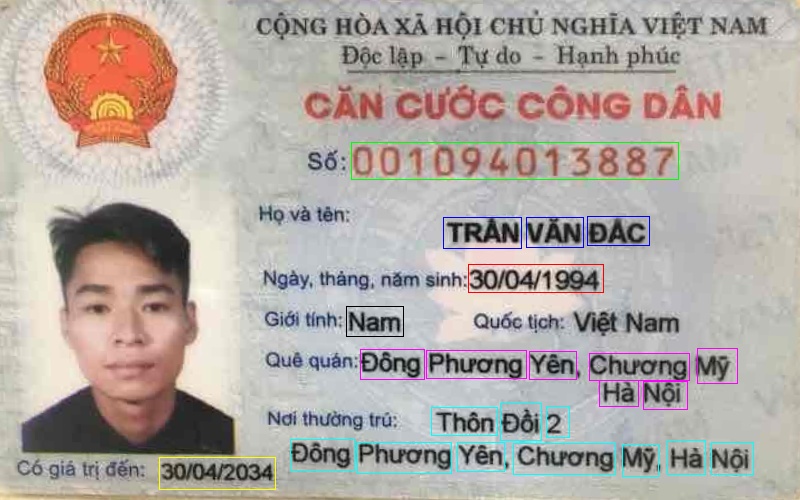 CỘNG HÒA XÃ HỘI CHỦ NGHĨA VIỆT NAM
Độc lập - Tự do - Hạnh phúc
CĂN CƯỚC CÔNG DÂN
Số: 001094013887
Họ và tên:
TRẦN VĂN ĐẮC
Ngày, tháng, năm sinh: 30/04/1994
Giới tính: Nam Quốc tịch: Việt Nam
Quê quán: Đông Phương Yên, Chương Mỹ
Hà Nội
Nơi thường trú: Thôn Đồi 2
Đông Phương Yên, Chương Mỹ, Hà Nội
Có giá trị đến: 30/04/2034